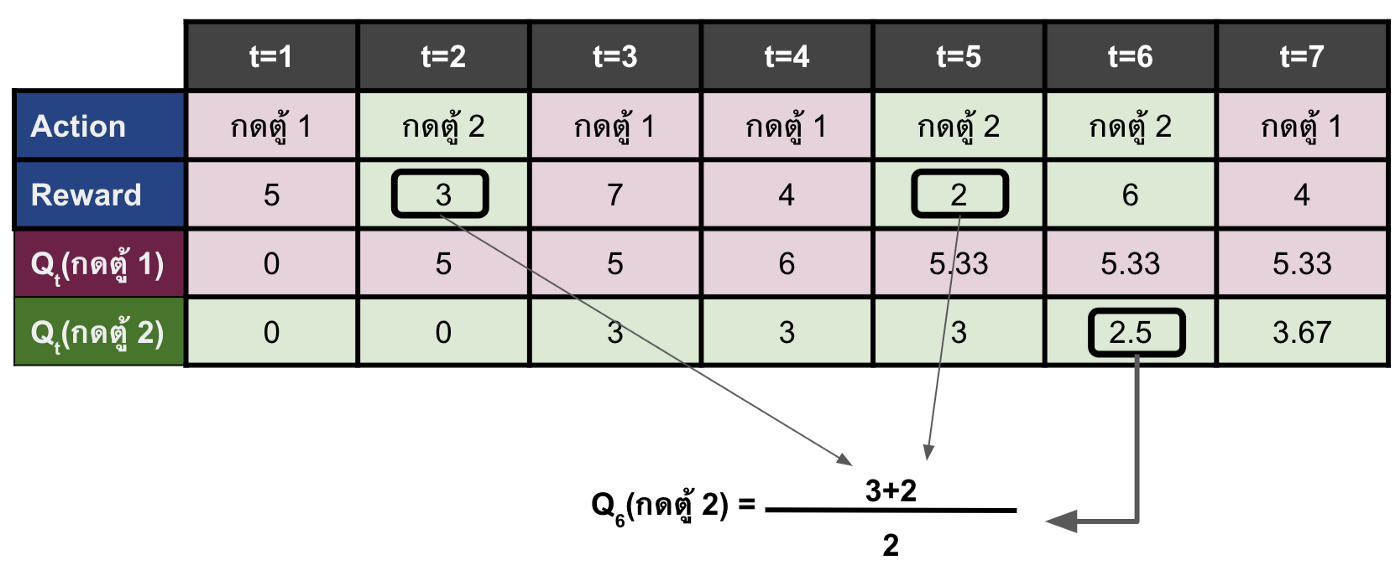 t=1 t=2 t=3 t=4 t=5 t=6 t=7
Action กดตู้ 1 กดตู้ 2 กดตู้ 1 กดตู้ 1 กดตู้ 2 กดตู้ 2 กดตู้ 1
Reward 5 3 7 4 2 6 4
Qt(กดตู้ 1) 0 5 5 6 5.33 5.33 5.33
Qt(กดตู้ 2) 0 0 3 3 3 2.5 3.67
3+2
Q6(กดตู้ 2) =
2